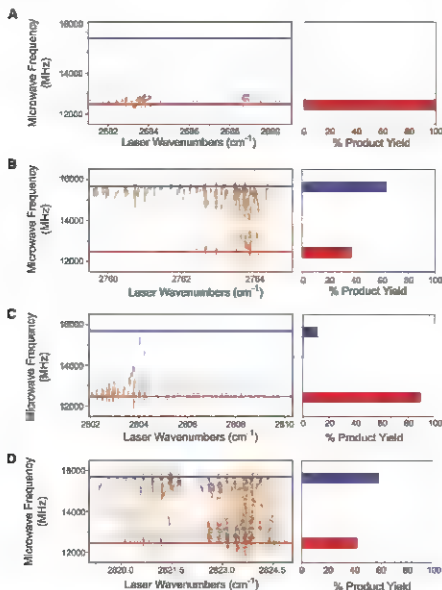 A
Microwave Frequency
(MHz)
16000
14000
12000
2682 2684 2686 2688 2690
Laser Wavenumbers (cm⁻¹)
0 20 40 60 80 100
% Product Yield
B
Microwave Frequency
(MHz)
16000
14000
12000
2760 2762 2764
Laser Wavenumbers (cm⁻¹)
0 20 40 60 80 100
% Product Yield
C
Microwave Frequency
(MHz)
16000
14000
12000
2802 2804 2806 2808 2810
Laser Wavenumbers (cm⁻¹)
0 20 40 60 80 100
% Product Yield
D
Microwave Frequency
(MHz)
16000
14000
12000
2820.0 2821.5 2823.0 2824.5
Laser Wavenumbers (cm⁻¹)
0 20 40 60 80 100
% Product Yield